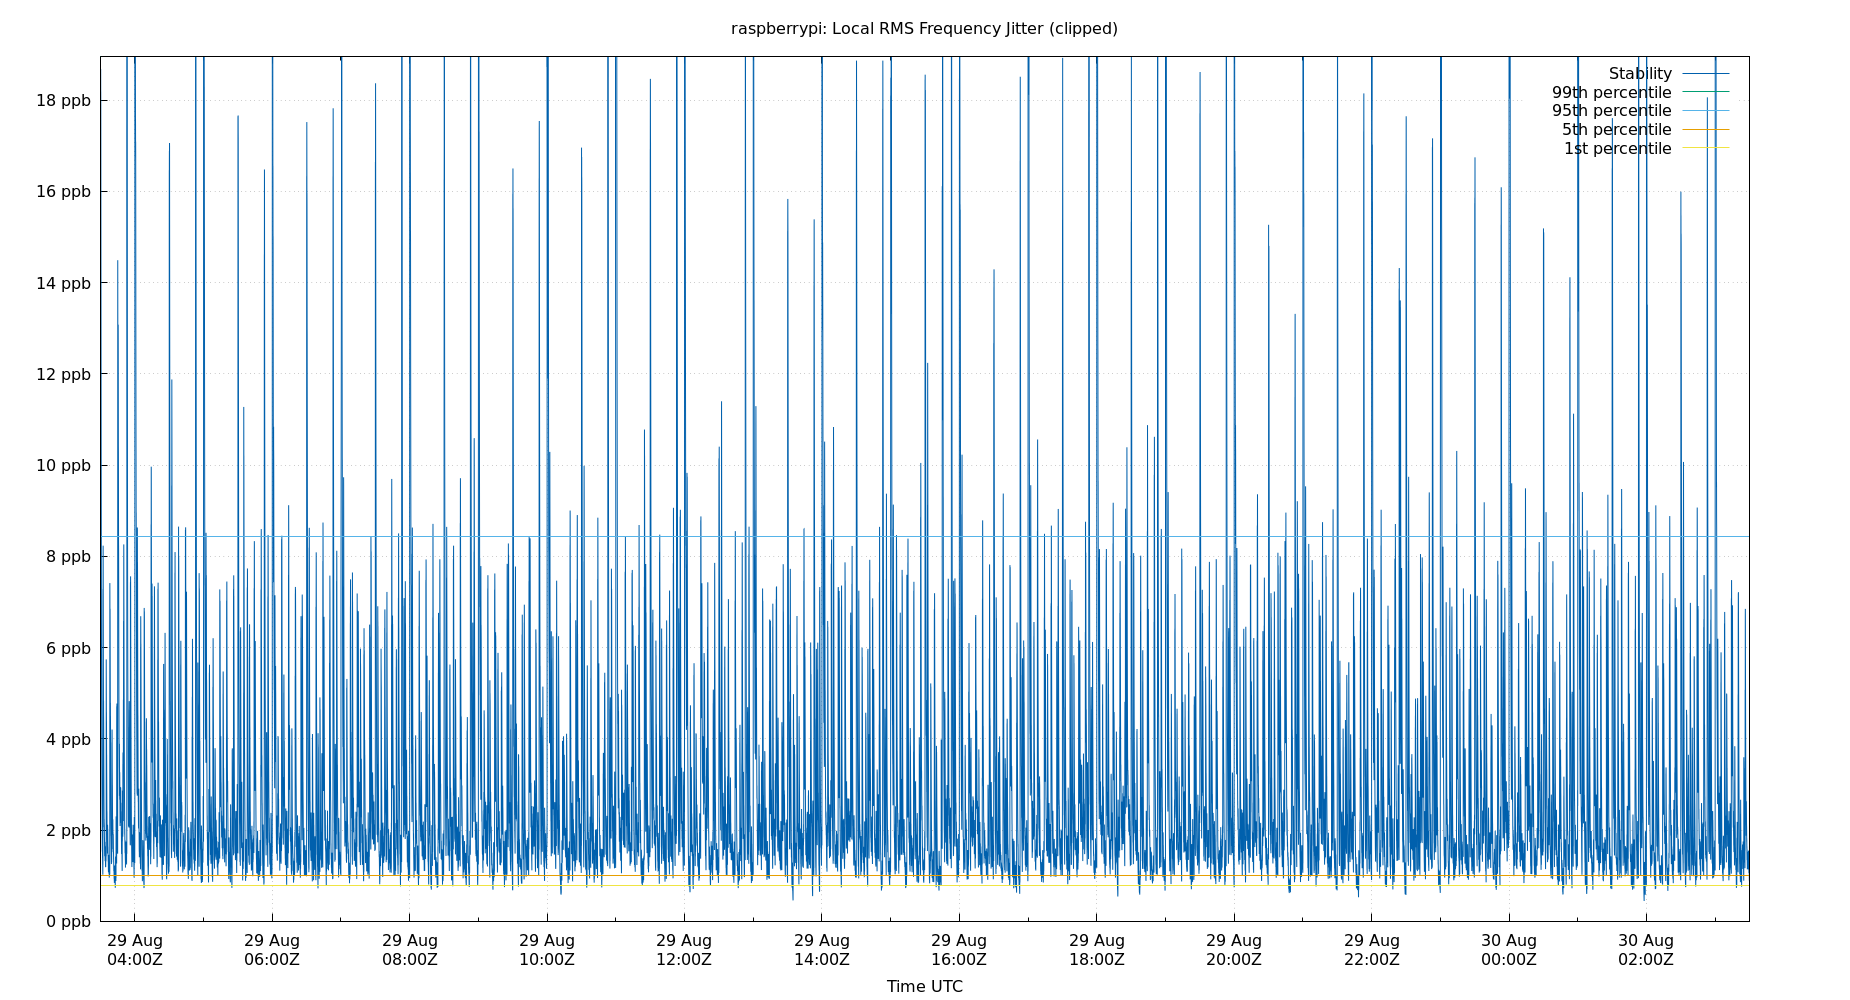 raspberrypi: Local RMS Frequency Jitter (clipped)
Stability
99th percentile
95th percentile
5th percentile
1st percentile
18 ppb
16 ppb
14 ppb
12 ppb
10 ppb
8 ppb
6 ppb
4 ppb
2 ppb
0 ppb
29 Aug 29 Aug 29 Aug 29 Aug 29 Aug 29 Aug 29 Aug 29 Aug 29 Aug 29 Aug 30 Aug 30 Aug
04:00Z 06:00Z 08:00Z 10:00Z 12:00Z 14:00Z 16:00Z 18:00Z 20:00Z 22:00Z 00:00Z 02:00Z
Time UTC